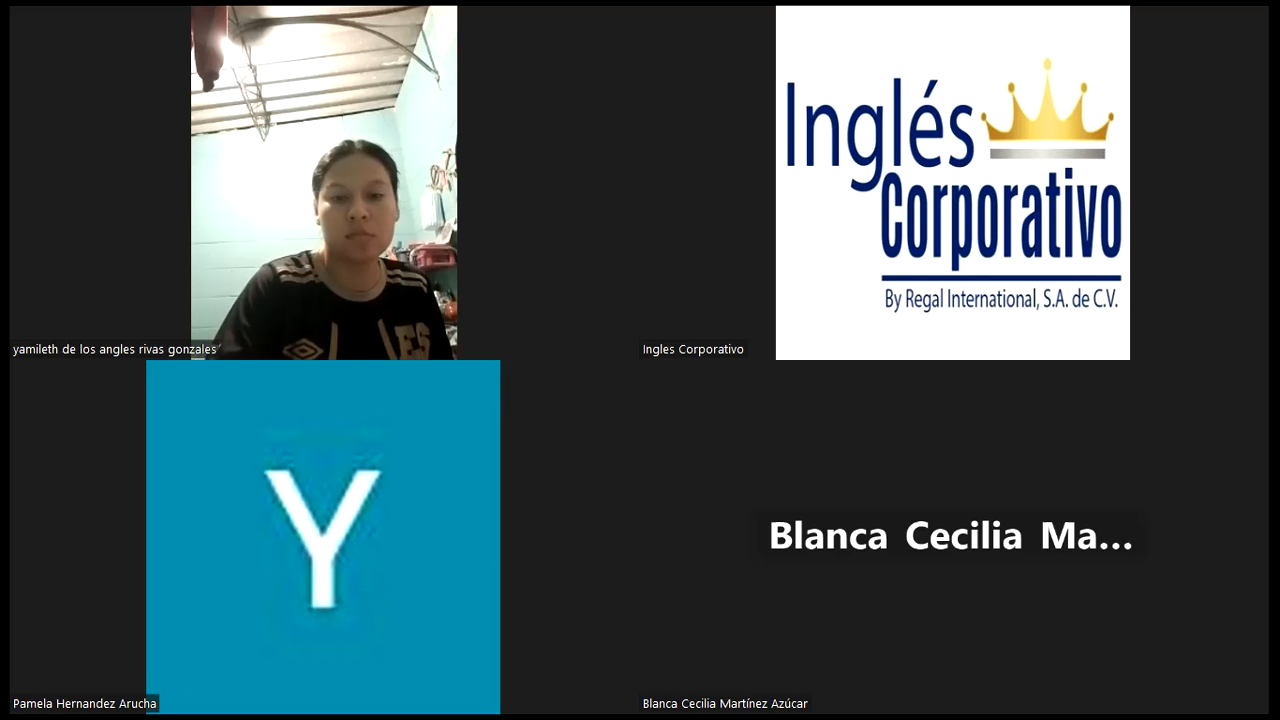 ES
yamileth de los angles rivas gonzales
Inglés
Corporativo
By Regal International, S.A. de C.V.
Ingles Corporativo
Y
Pamela Hernandez Arucha
Blanca Cecilia Ma...
Blanca Cecilia Martínez Azúcar